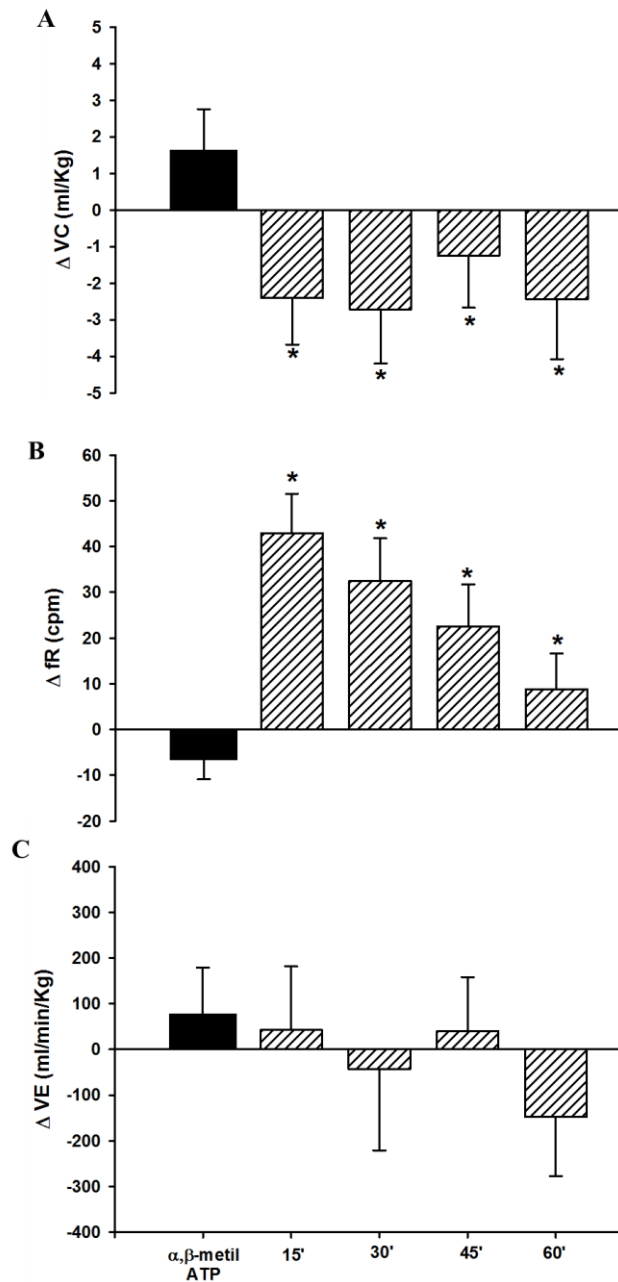 A
5
4
3
2
1
0
-1
-2
-3
-4
-5
Δ VC (ml/Kg)
* * * *
B
60
50
40
30
20
10
0
-10
-20
Δ fR (cpm)
* * * *
C
400
300
200
100
0
-100
-200
-300
-400
Δ VE (ml/min/Kg)
α,β-metil 15' 30' 45' 60'
ATP